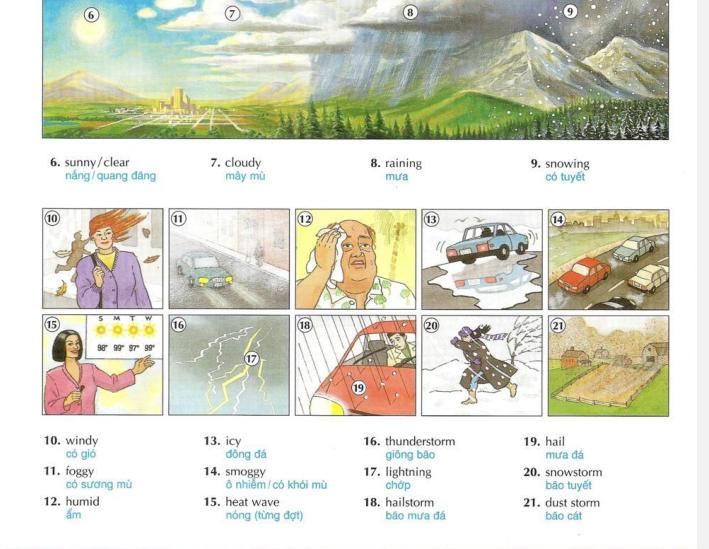 6 7 8 9
6. sunny/clear 7. cloudy 8. raining 9. snowing
nắng/quang đãng mây mù mưa có tuyết
10 11 12 13 14
15 S M T W 98° 99° 97° 99° 16 17 18 19 20 21
10. windy 13. icy 16. thunderstorm 19. hail
có gió đông đá giông bão mưa đá
11. foggy 14. smoggy 17. lightning 20. snowstorm
có sương mù ô nhiễm/có khói mù chớp bão tuyết
12. humid 15. heat wave 18. hailstorm 21. dust storm
ẩm nóng (từng đợt) bão mưa đá bão cát